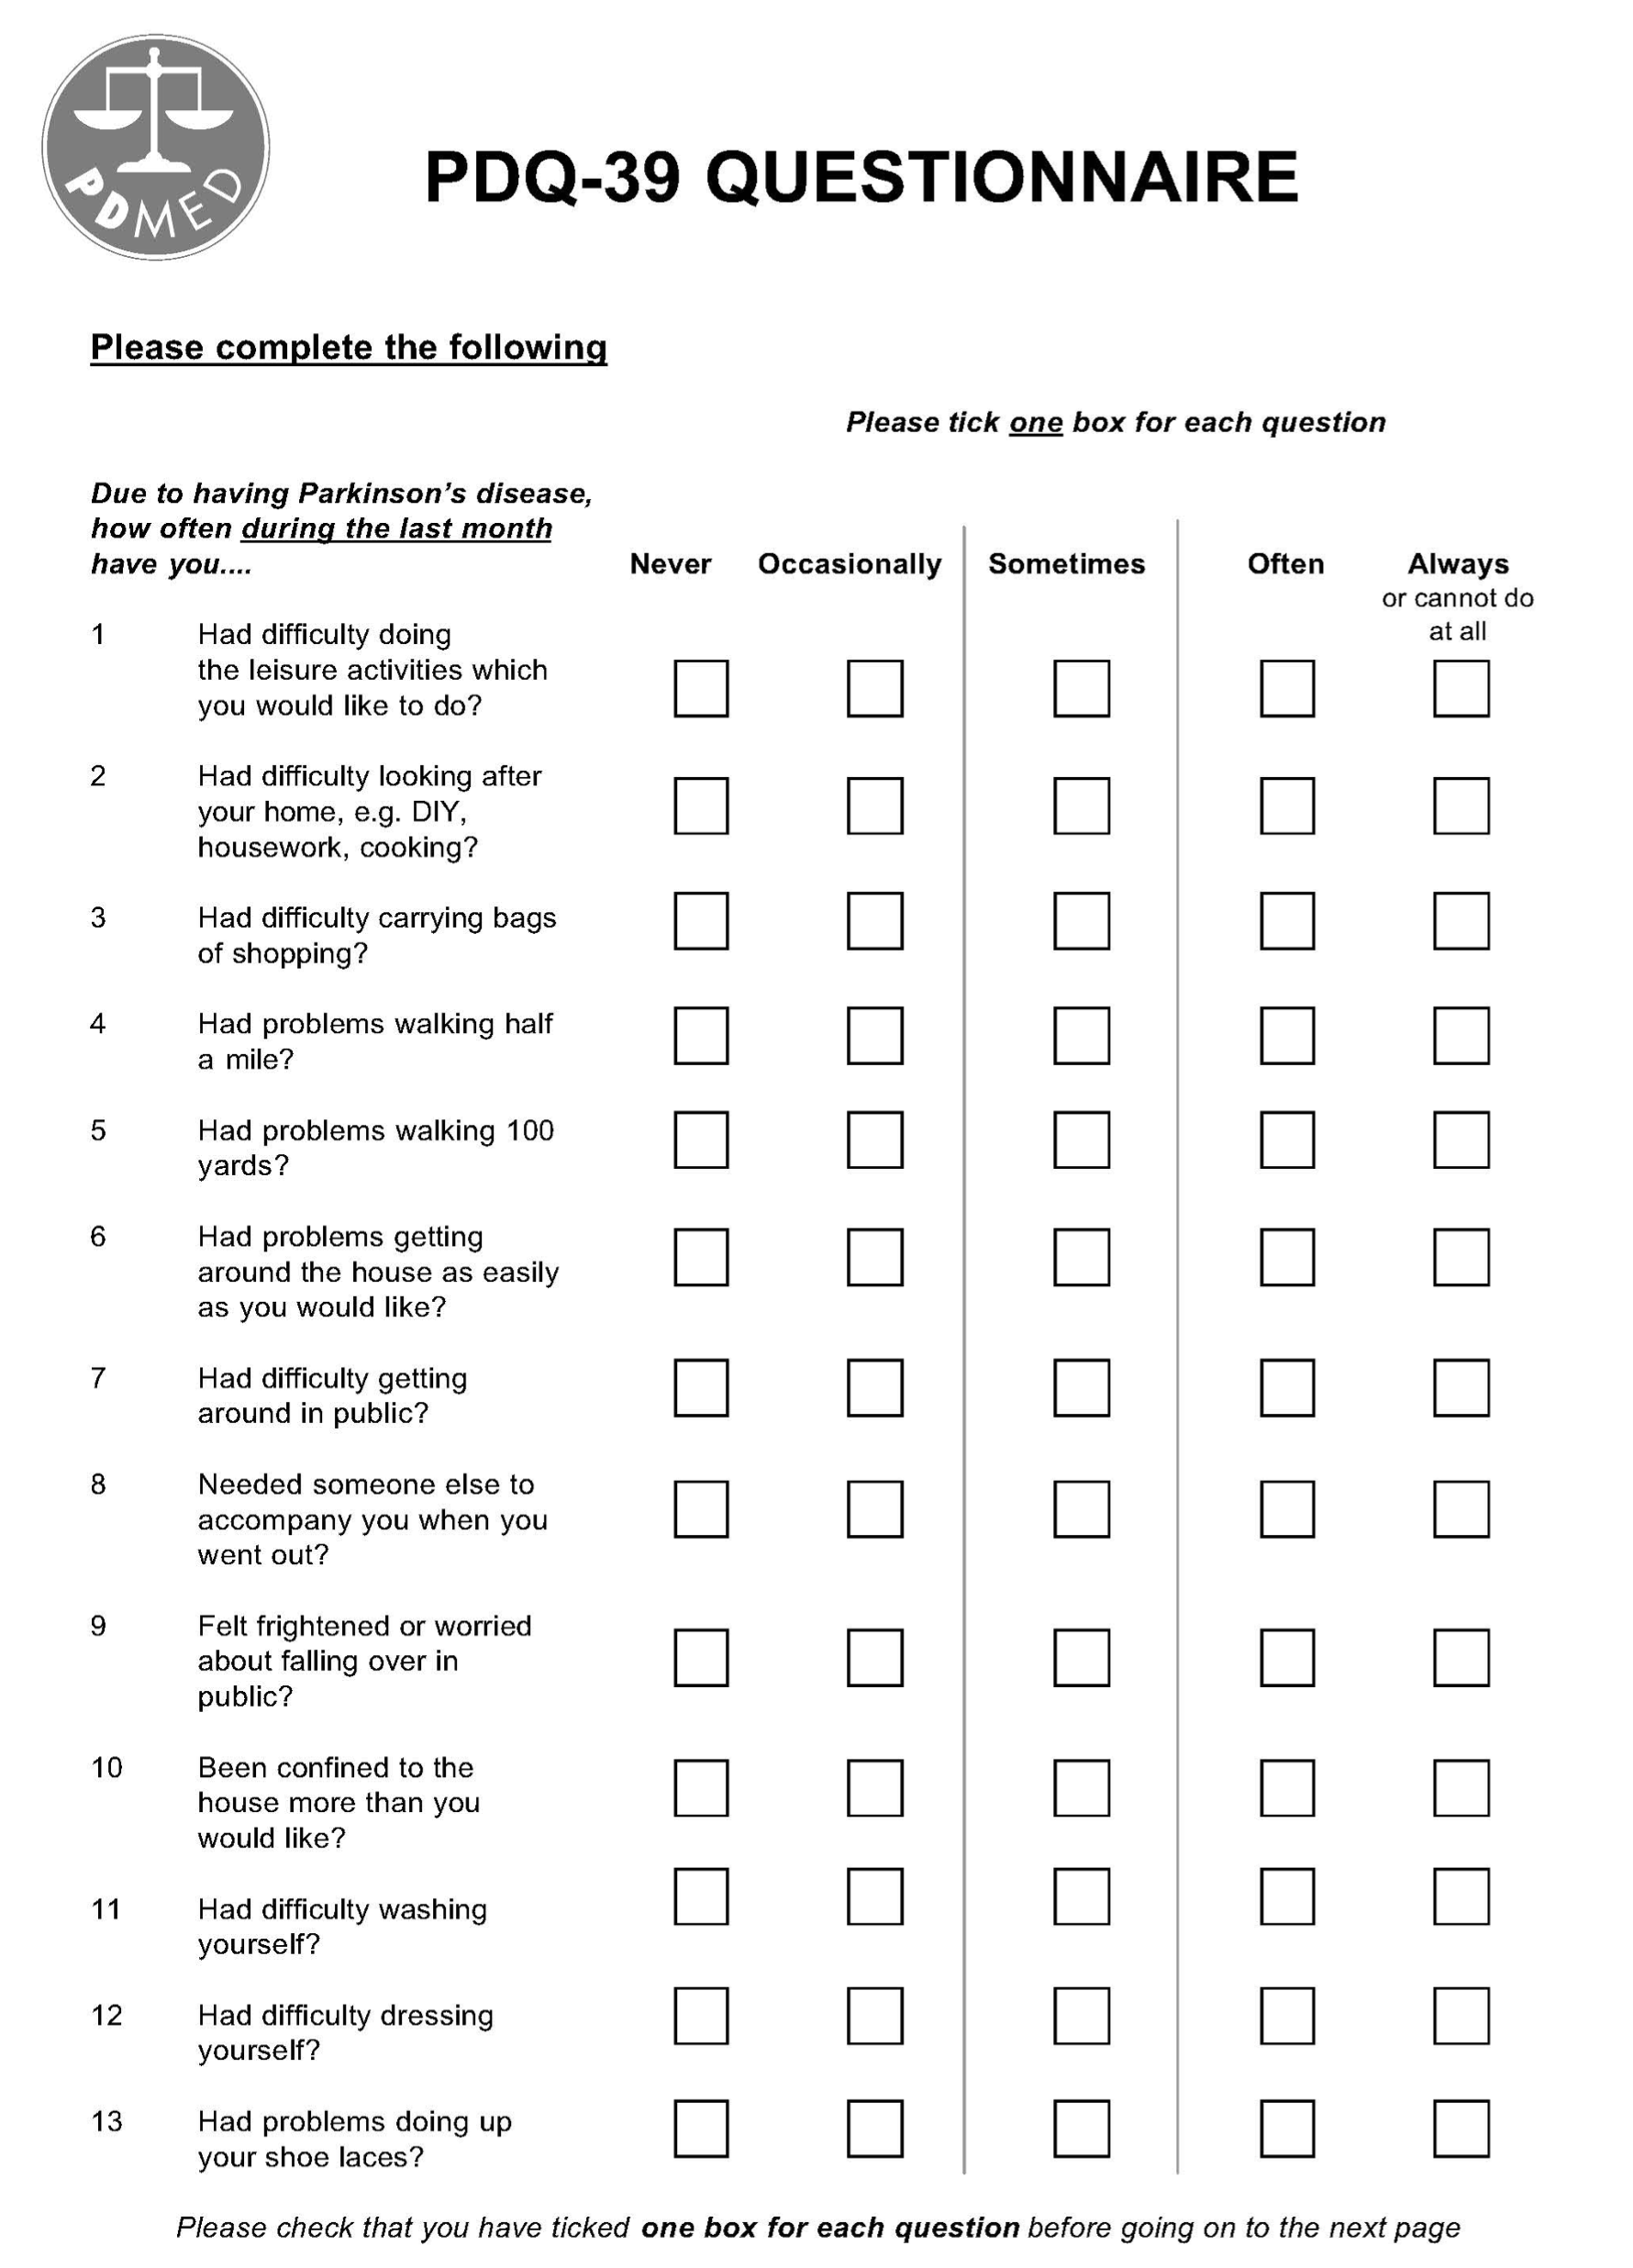 PDMED
PDQ-39 QUESTIONNAIRE
Please complete the following
Please tick one box for each question
Due to having Parkinson’s disease,
how often during the last month
have you....
Never Occasionally Sometimes Often Always
or cannot do
at all
1 Had difficulty doing
the leisure activities which
you would like to do?
2 Had difficulty looking after
your home, e.g. DIY,
housework, cooking?
3 Had difficulty carrying bags
of shopping?
4 Had problems walking half
a mile?
5 Had problems walking 100
yards?
6 Had problems getting
around the house as easily
as you would like?
7 Had difficulty getting
around in public?
8 Needed someone else to
accompany you when you
went out?
9 Felt frightened or worried
about falling over in
public?
10 Been confined to the
house more than you
would like?
11 Had difficulty washing
yourself?
12 Had difficulty dressing
yourself?
13 Had problems doing up
your shoe laces?
Please check that you have ticked one box for each question before going on to the next page